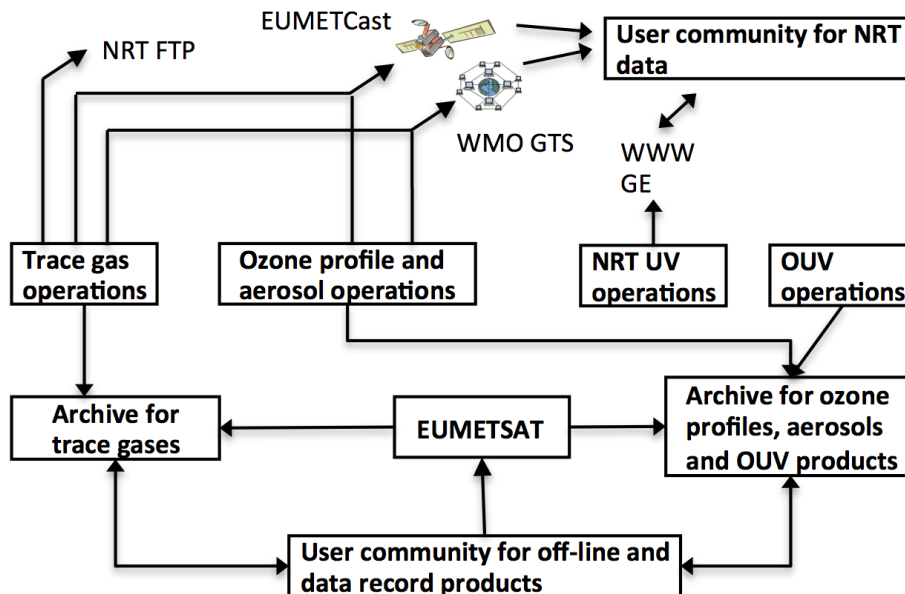 EUMETCast
NRT FTP
User community for NRT
data
WMO GTS
WWW
GE
Trace gas
operations
Ozone profile and
aerosol operations
NRT UV
operations
OUV
operations
Archive for
trace gases
EUMETSAT
Archive for ozone
profiles, aerosols
and OUV products
User community for off-line and
data record products